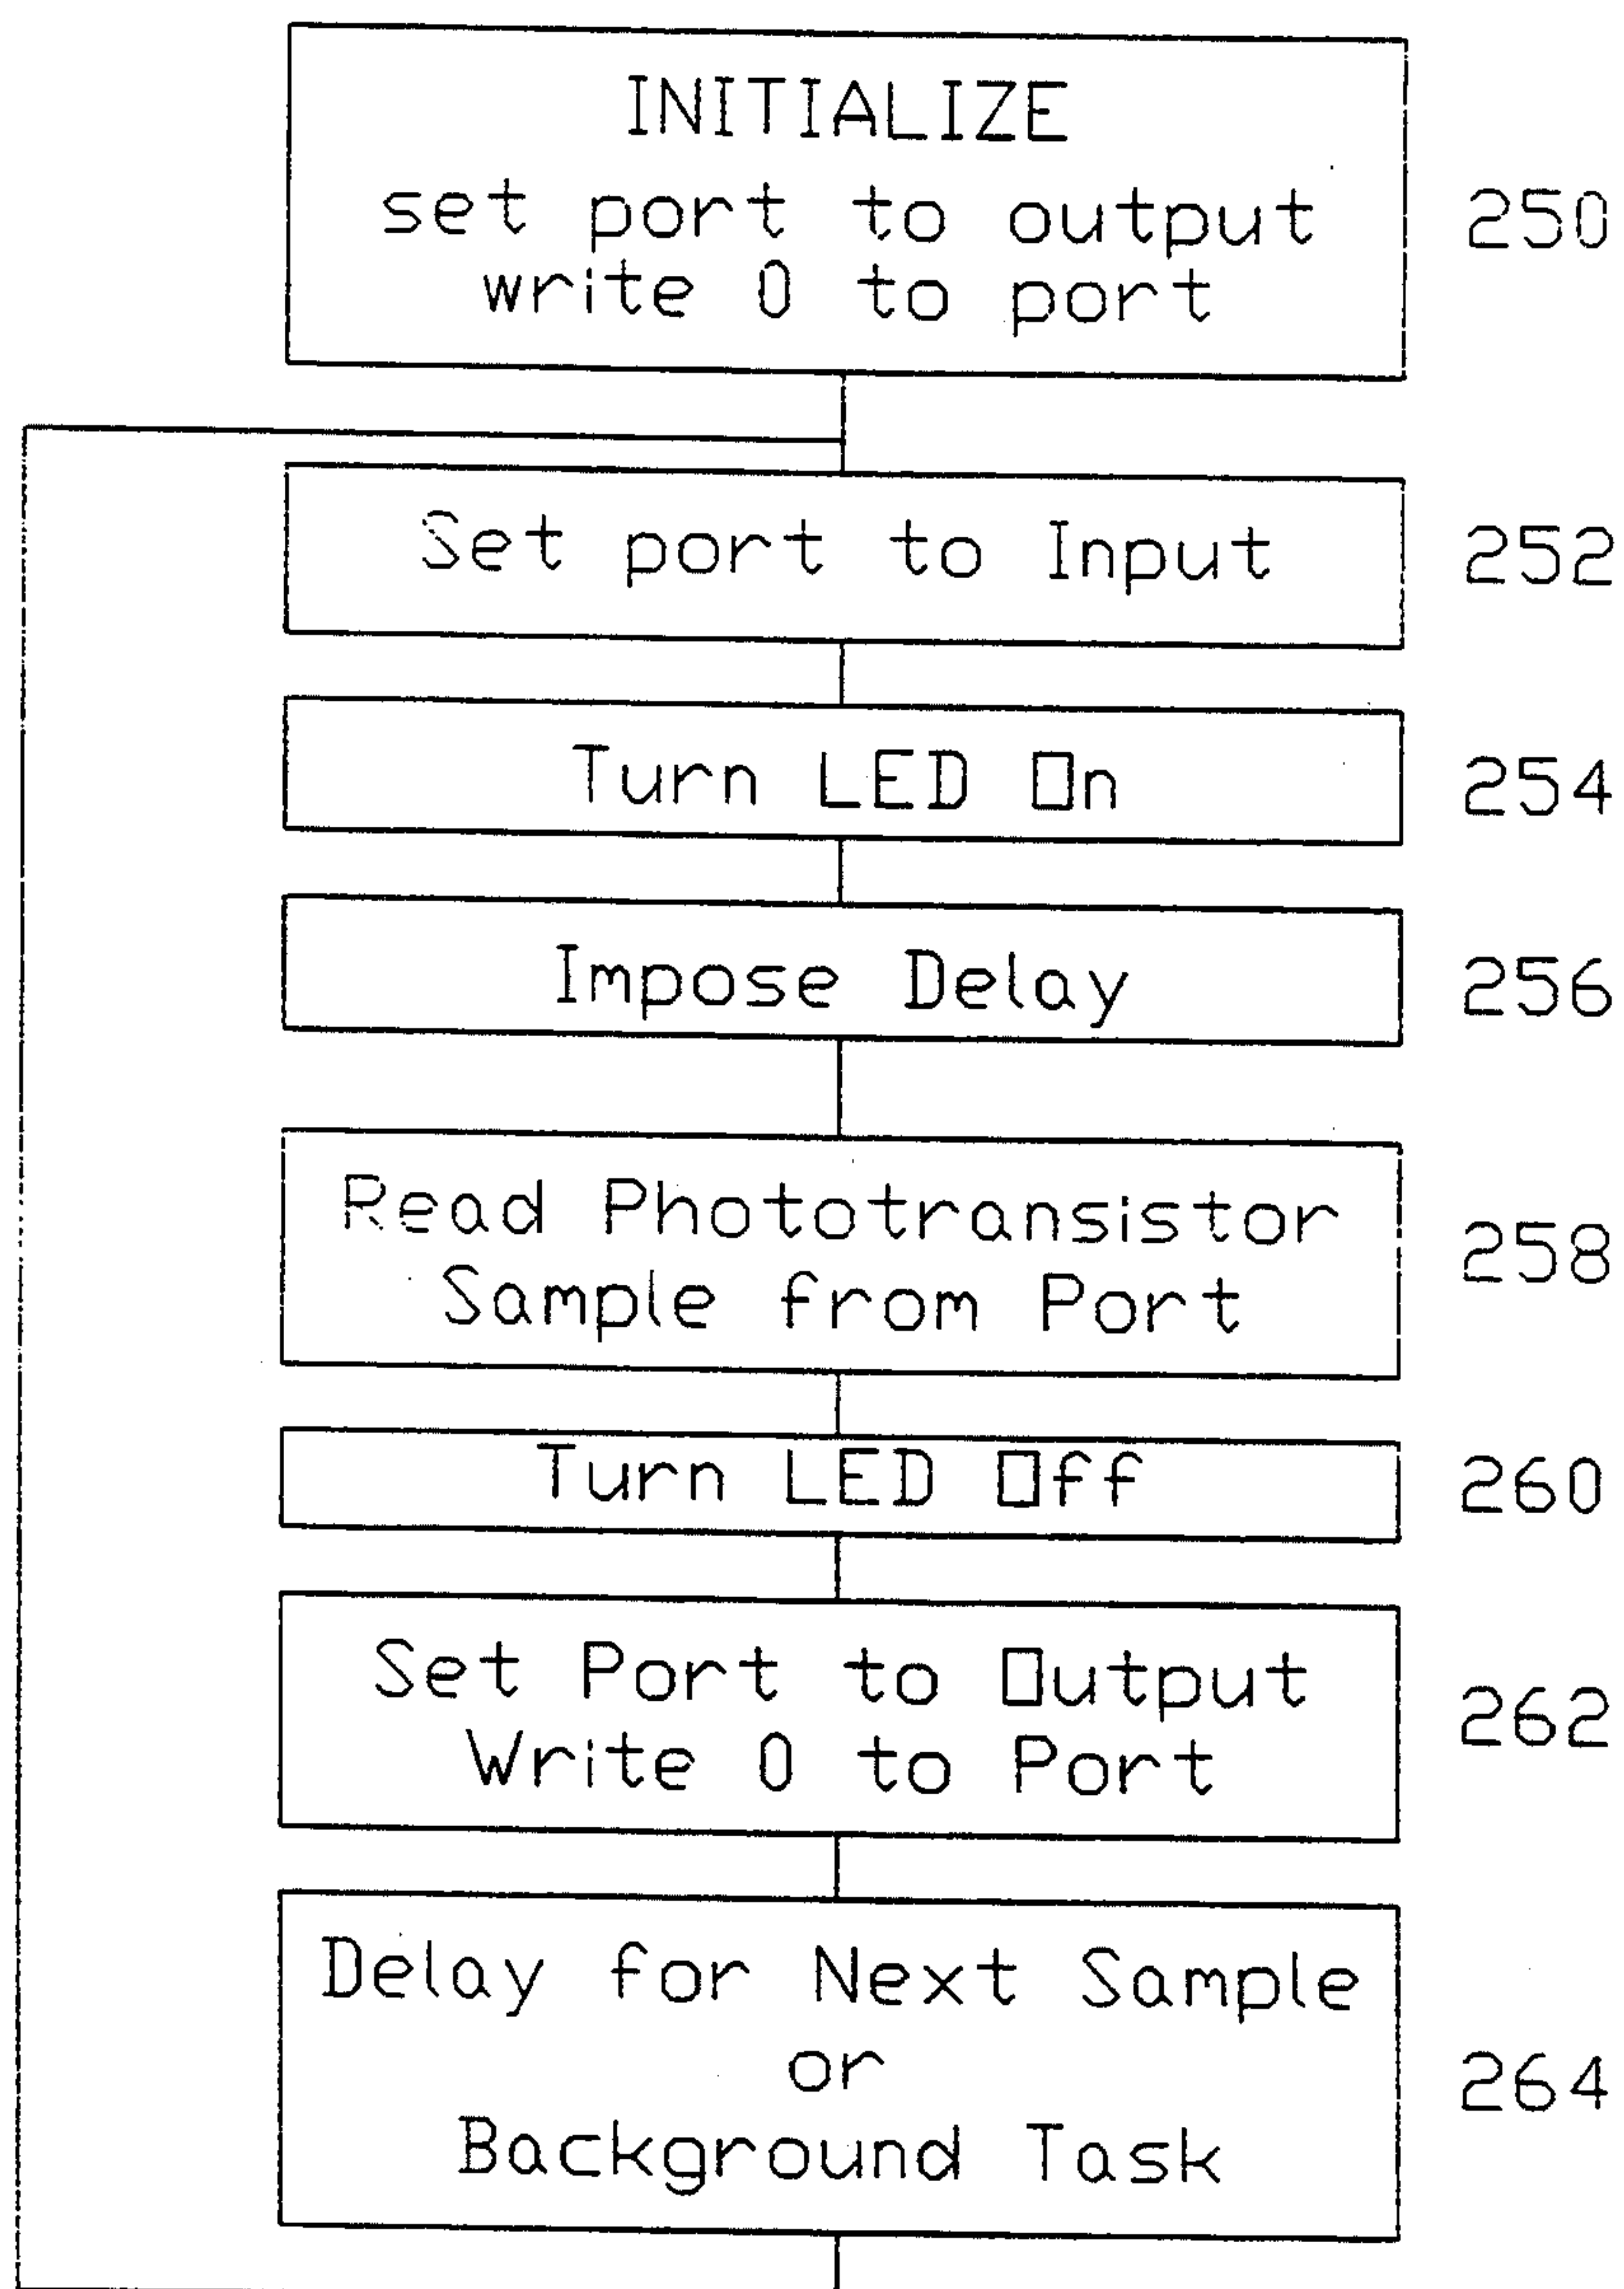 INITIALIZE
set port to output
write 0 to port
250
Set port to Input
252
Turn LED On
254
Impose Delay
256
Read Phototransistor
Sample from Port
258
Turn LED Off
260
Set Port to Output
Write 0 to Port
262
Delay for Next Sample
or
Background Task
264